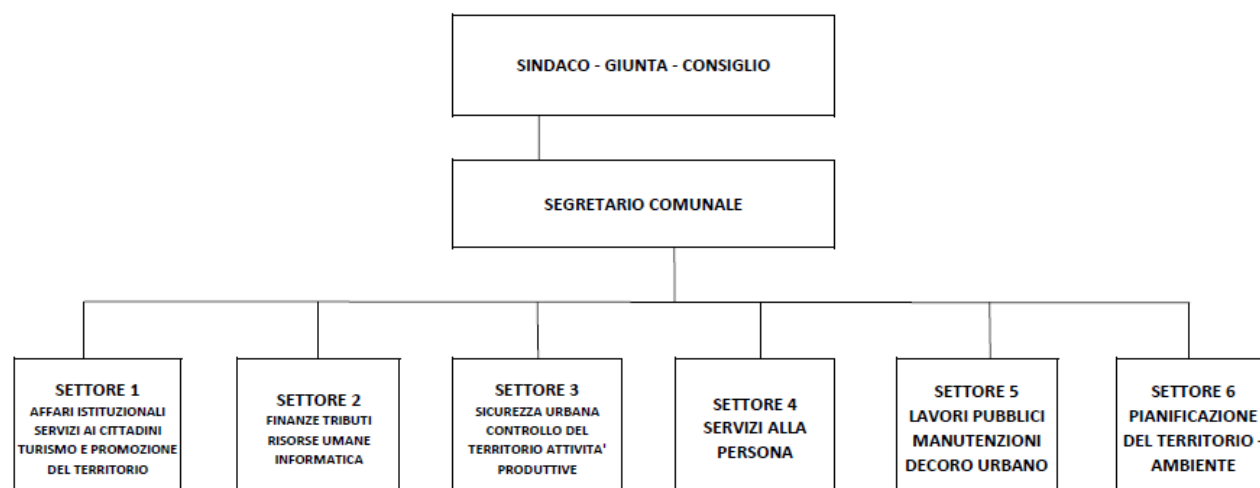 SINDACO - GIUNTA - CONSIGLIO
SEGRETARIO COMUNALE
SETTORE 1
AFFARI ISTITUZIONALI
SERVIZI AI CITTADINI
TURISMO E PROMOZIONE
DEL TERRITORIO
SETTORE 2
FINANZE TRIBUTI
RISORSE UMANE
INFORMATICA
SETTORE 3
SICUREZZA URBANA
CONTROLLO DEL
TERRITORIO ATTIVITA'
PRODUTTIVE
SETTORE 4
SERVIZI ALLA
PERSONA
SETTORE 5
LAVORI PUBBLICI
MANUTENZIONI
DECORO URBANO
SETTORE 6
PIANIFICAZIONE
DEL TERRITORIO -
AMBIENTE